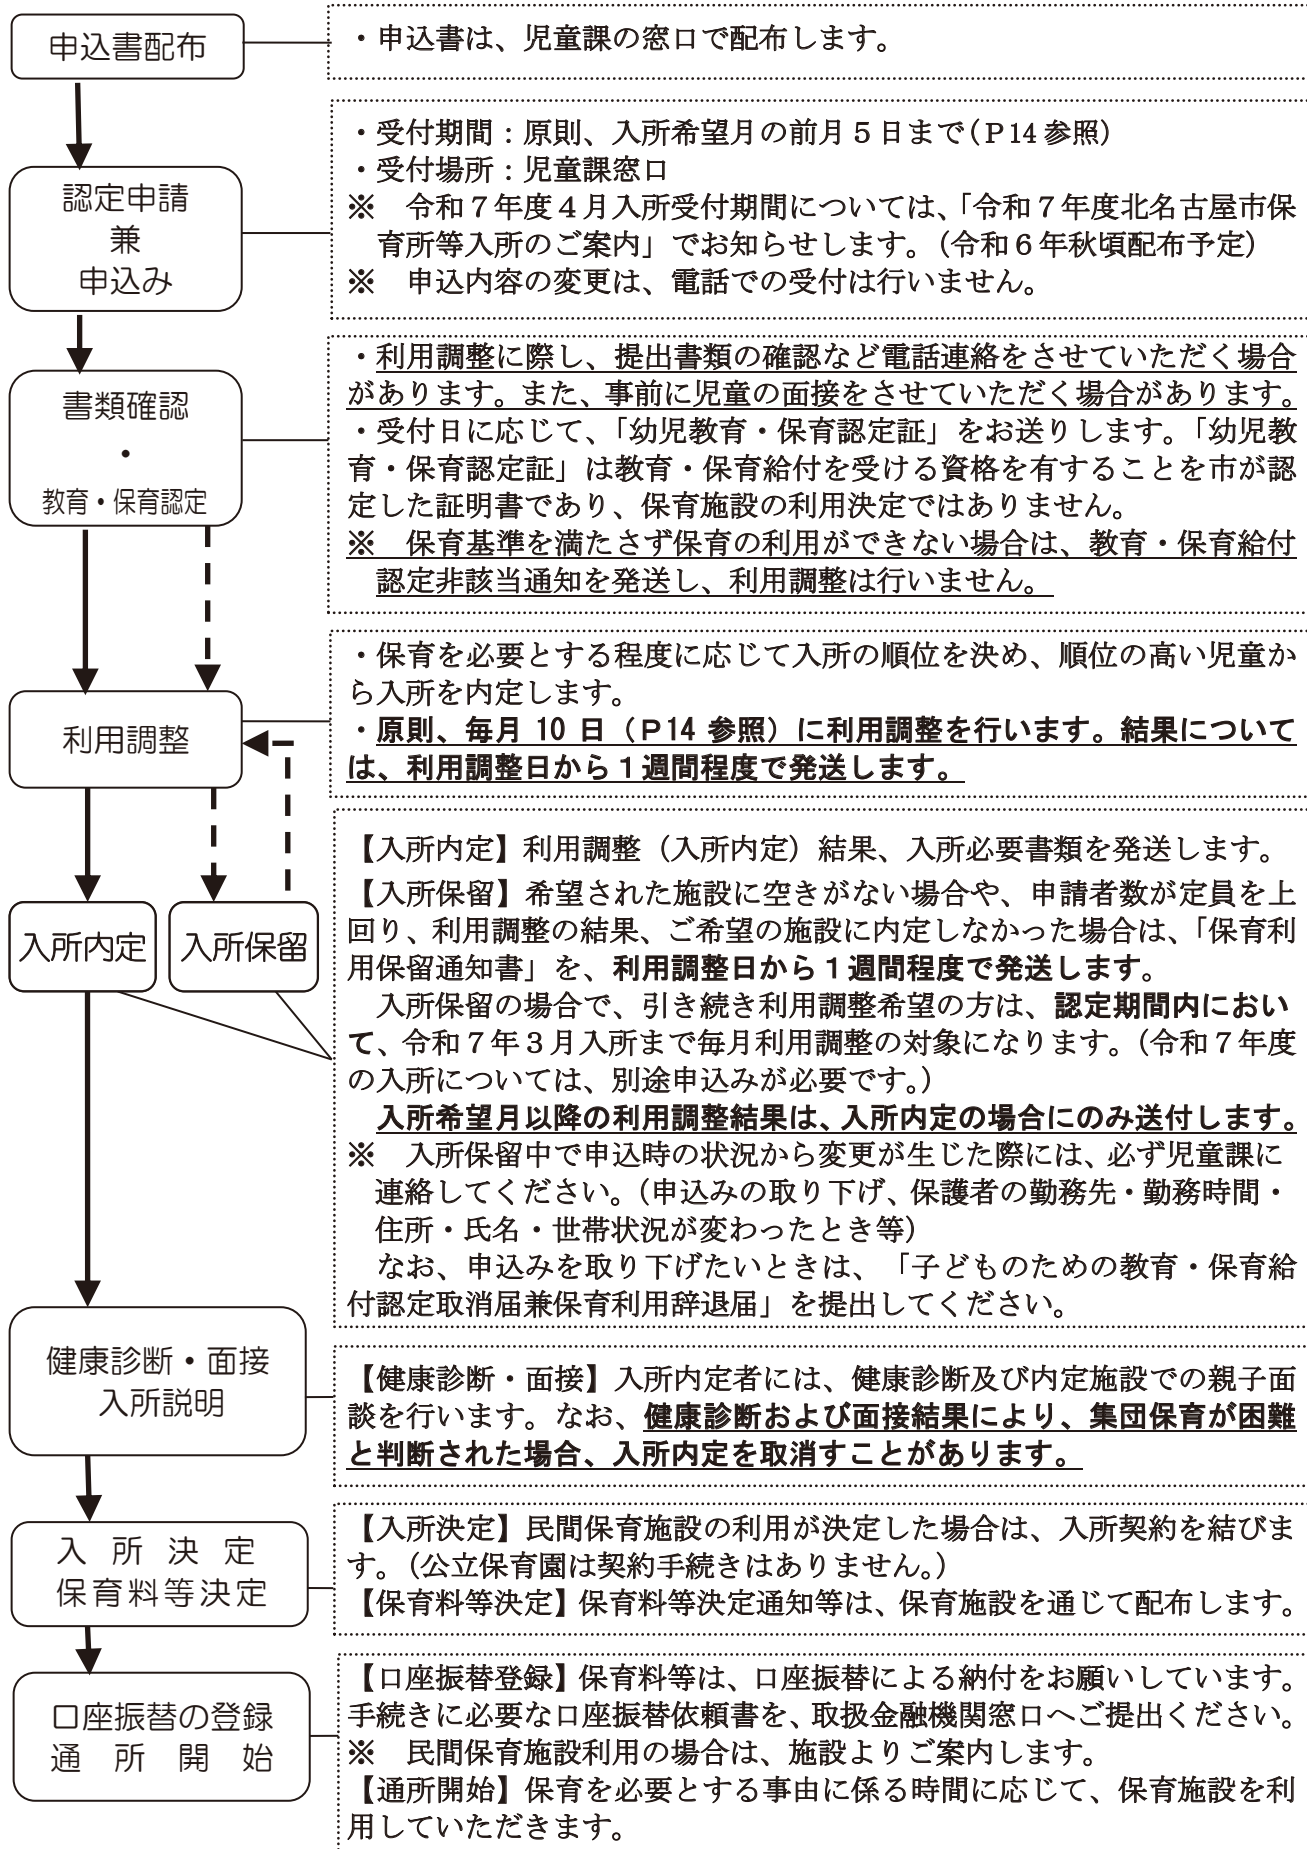 申込書配布
・申込書は、児童課の窓口で配布します。
認定申請
兼
申込み
・受付期間：原則、入所希望月の前月５日まで（Ｐ14 参照）
・受付場所：児童課窓口
※　令和７年度４月入所受付期間については、「令和７年度北名古屋市保
育所等入所のご案内」でお知らせします。（令和６年秋頃配布予定）
※　申込内容の変更は、電話での受付は行いません。
書類確認
・
教育・保育認定
・利用調整に際し、提出書類の確認など電話連絡をさせていただく場合
があります。また、事前に児童の面接をさせていただく場合があります。
・受付日に応じて、「幼児教育・保育認定証」をお送りします。「幼児教
育・保育認定証」は教育・保育給付を受ける資格を有することを市が認
定した証明書であり、保育施設の利用決定ではありません。
※　保育基準を満たさず保育の利用ができない場合は、教育・保育給付
認定非該当通知を発送し、利用調整は行いません。
利用調整
・保育を必要とする程度に応じて入所の順位を決め、順位の高い児童か
ら入所を内定します。
・原則、毎月 10 日（Ｐ14 参照）に利用調整を行います。結果について
は、利用調整日から１週間程度で発送します。
入所内定
入所保留
【入所内定】利用調整（入所内定）結果、入所必要書類を発送します。
【入所保留】希望された施設に空きがない場合や、申請者数が定員を上
回り、利用調整の結果、ご希望の施設に内定しなかった場合は、「保育利
用保留通知書」を、利用調整日から１週間程度で発送します。
入所保留の場合で、引き続き利用調整希望の方は、認定期間内におい
て、令和７年３月入所まで毎月利用調整の対象になります。（令和７年度
の入所については、別途申込みが必要です。）
入所希望月以降の利用調整結果は、入所内定の場合にのみ送付します。
※　入所保留中で申込時の状況から変更が生じた際には、必ず児童課に
連絡してください。（申込みの取り下げ、保護者の勤務先・勤務時間・
住所・氏名・世帯状況が変わったとき等）
なお、申込みを取り下げたいときは、「子どものための教育・保育給
付認定取消届兼保育利用辞退届」を提出してください。
健康診断・面接
入所説明
【健康診断・面接】入所内定者には、健康診断及び内定施設での親子面
談を行います。なお、健康診断および面接結果により、集団保育が困難
と判断された場合、入所内定を取消すことがあります。
入所決定
保育料等決定
【入所決定】民間保育施設の利用が決定した場合は、入所契約を結びま
す。（公立保育園は契約手続きはありません。）
【保育料等決定】保育料等決定通知等は、保育施設を通じて配布します。
口座振替の登録
通所開始
【口座振替登録】保育料等は、口座振替による納付をお願いしています。
手続きに必要な口座振替依頼書を、取扱金融機関窓口へご提出ください。
※　民間保育施設利用の場合は、施設よりご案内します。
【通所開始】保育を必要とする事由に係る時間に応じて、保育施設を利
用していただきます。